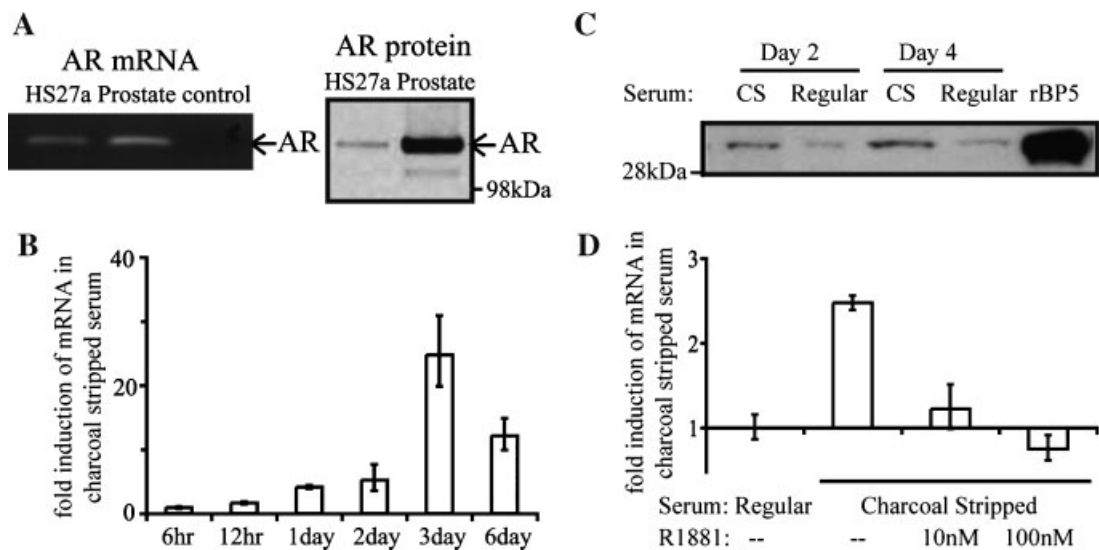 A
AR mRNA
HS27a Prostate control
←AR
AR protein
HS27a Prostate
←AR
98kDa
C
Day 2 Day 4
Serum: CS Regular CS Regular rBP5
28kDa
B
fold induction of mRNA in
charcoal stripped serum
40
20
0
6hr 12hr 1day 2day 3day 6day
D
fold induction of mRNA in
charcoal stripped serum
3
2
1
Serum: Regular Charcoal Stripped
R1881: -- -- 10nM 100nM